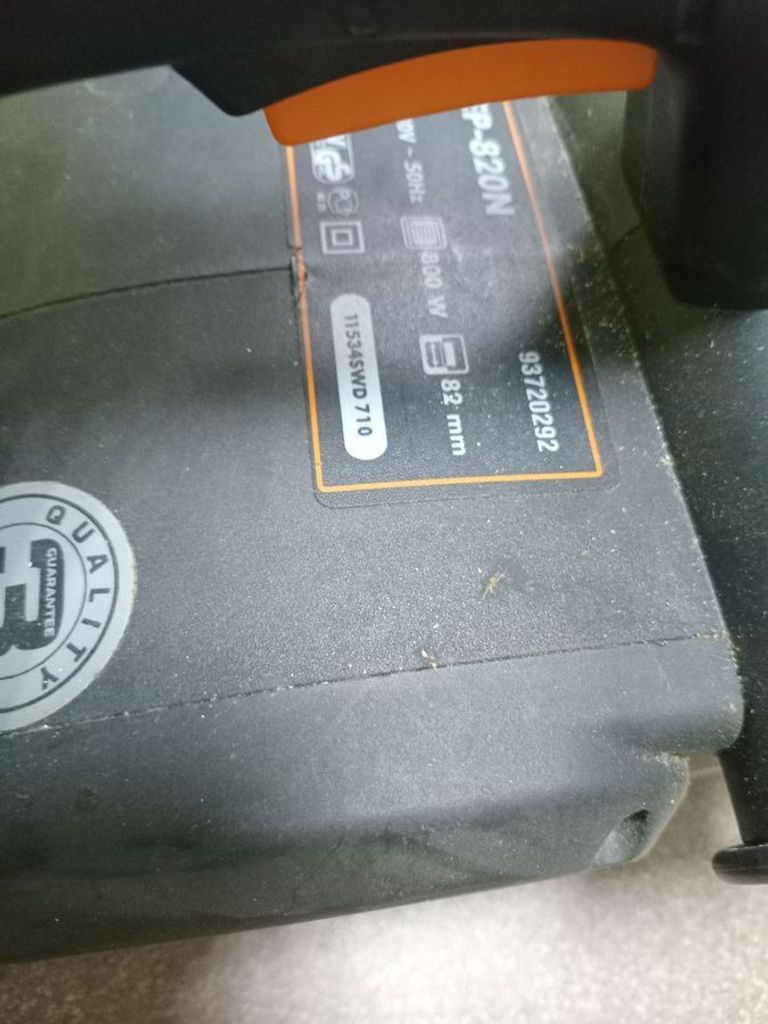 EP-820N
93720292
0V ~ 50Hz 800 W 82 mm
11534SWD 710
QUALITY
GUARANTEE